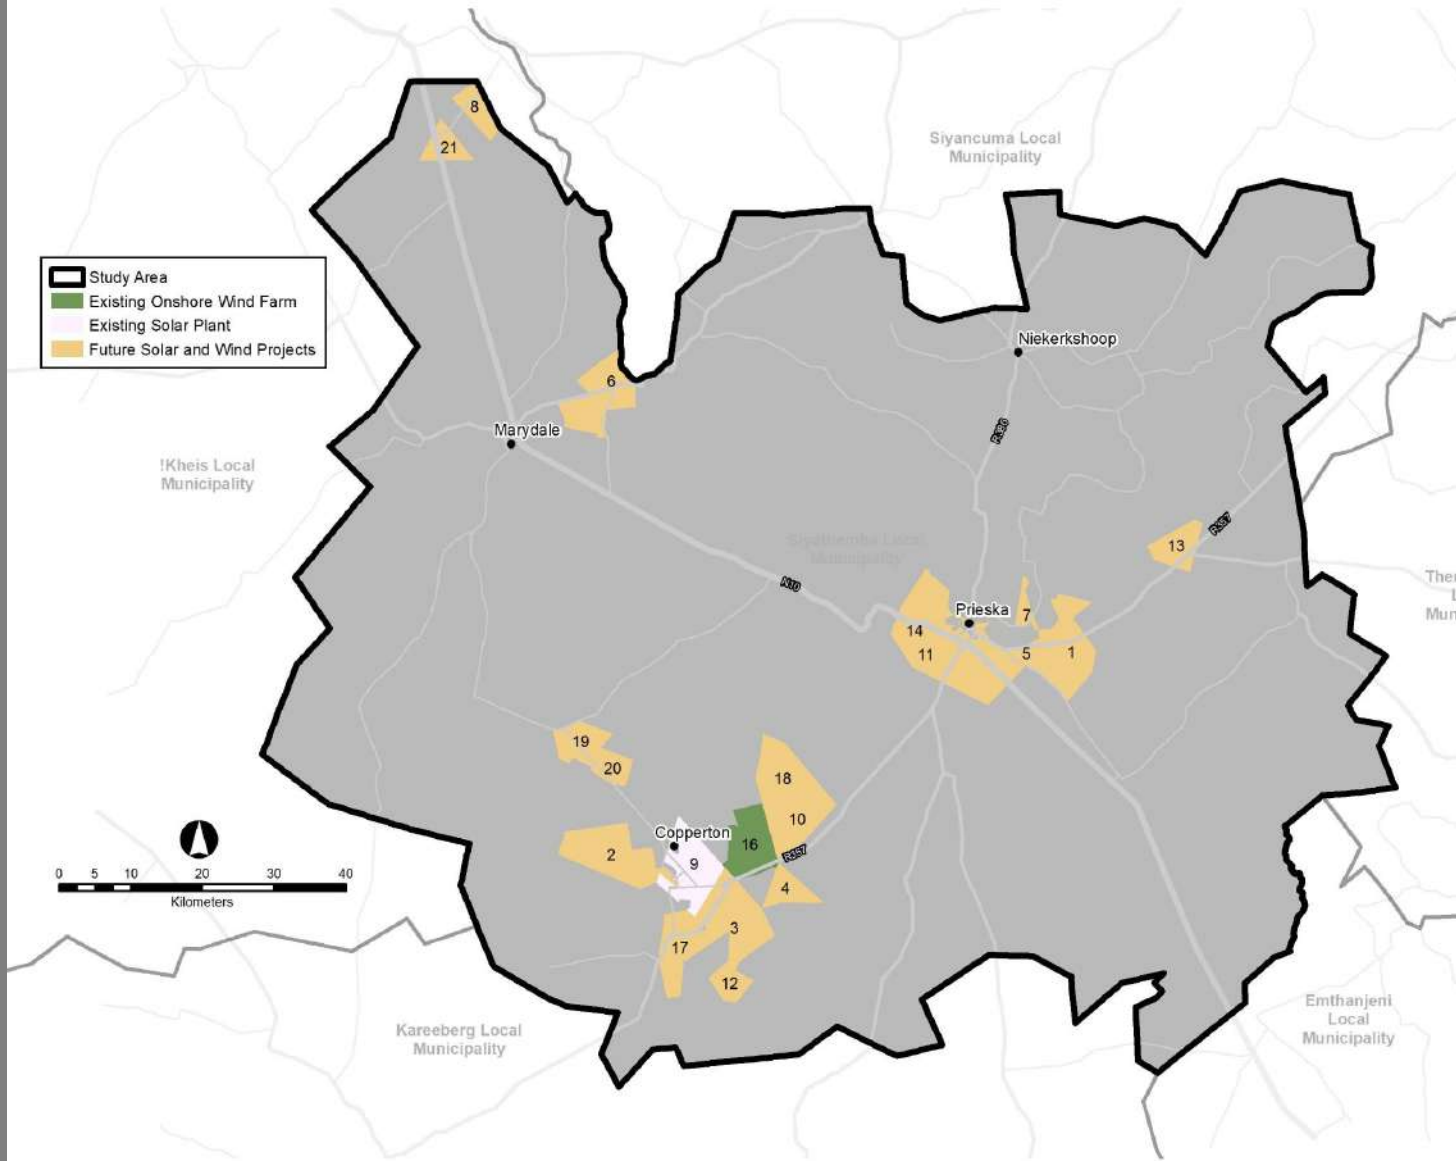 8
21
Siyancuma Local
Municipality
Study Area
Existing Onshore Wind Farm
Existing Solar Plant
Future Solar and Wind Projects
Niekerkshoop
6
Marydale
R386
!Kheis Local
Municipality
R357
13
Siyathemba Local
Municipality
N10
Prieska
7
14
11
5
1
19
20
18
10
Copperton
16
2
9
R357
4
3
17
12
0 5 10 20 30 40
Kilometers
Kareeberg Local
Municipality
Emthanjeni
Local
Municipality